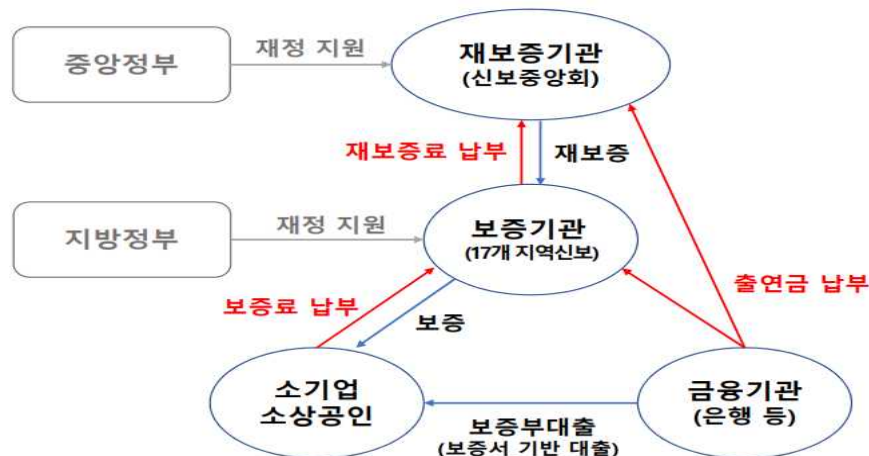 중앙정부
재정 지원
재보증기관
(신보중앙회)
재보증료 납부
재보증
지방정부
재정 지원
보증기관
(17개 지역신보)
보증료 납부
보증
출연금 납부
소기업
소상공인
보증부대출
(보증서 기반 대출)
금융기관
(은행 등)